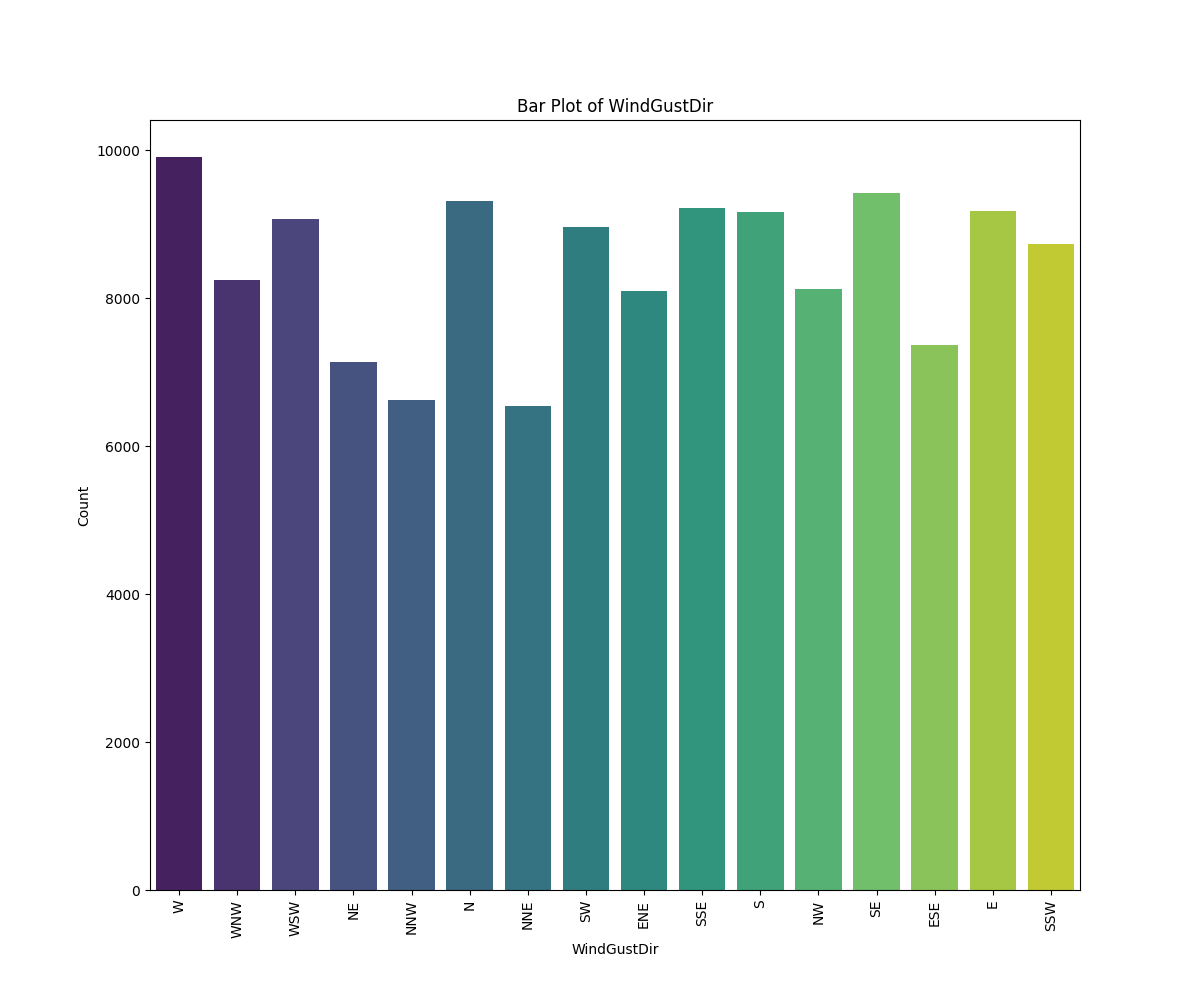 Bar Plot of WindGustDir
10000
8000
6000
4000
2000
0
Count
W
WNW
WSW
NE
NNW
N
NNE
SW
ENE
SSE
S
NW
SE
ESE
E
SSW
WindGustDir